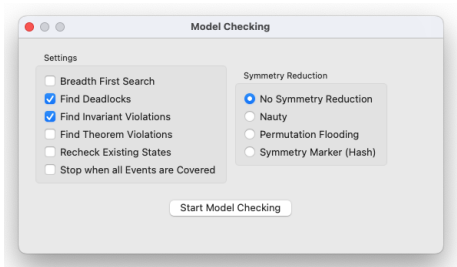 Model Checking
Settings
Breadth First Search
Find Deadlocks
Find Invariant Violations
Find Theorem Violations
Recheck Existing States
Stop when all Events are Covered
Symmetry Reduction
No Symmetry Reduction
Nauty
Permutation Flooding
Symmetry Marker (Hash)
Start Model Checking